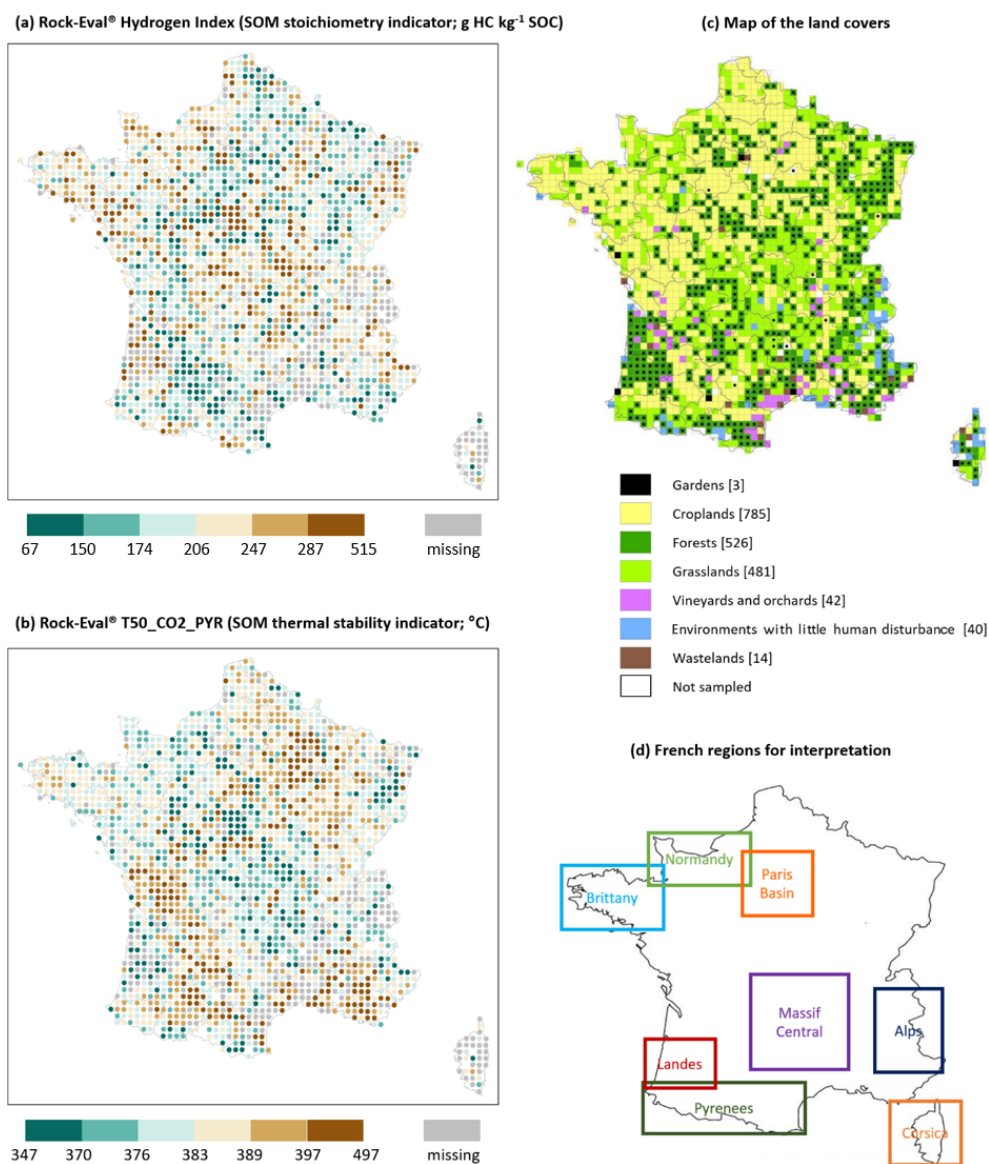 (a) Rock-Eval® Hydrogen Index (SOM stoichiometry indicator; g HC kg⁻¹ SOC)
67 150 174 206 247 287 515 missing
(b) Rock-Eval® T50_CO2_PYR (SOM thermal stability indicator; °C)
347 370 376 383 389 397 497 missing
(c) Map of the land covers
Gardens [3]
Croplands [785]
Forests [526]
Grasslands [481]
Vineyards and orchards [42]
Environments with little human disturbance [40]
Wastelands [14]
Not sampled
(d) French regions for interpretation
Normandy
Paris
Basin
Brittany
Massif
Central
Alps
Landes
Pyrenees
Corsica